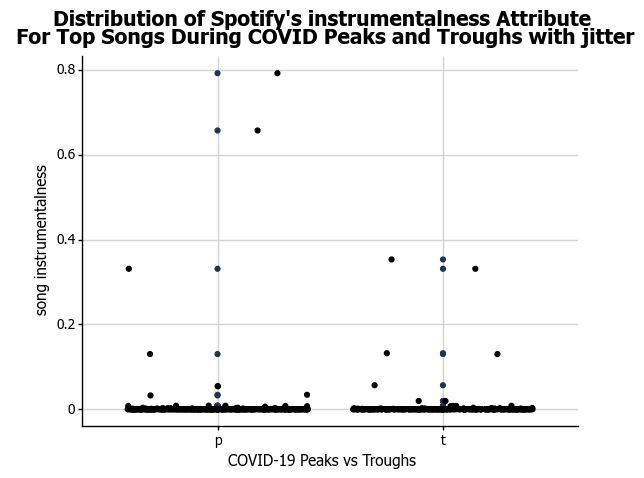 Distribution of Spotify's instrumentalness Attribute
For Top Songs During COVID Peaks and Troughs with jitter
0.8
0.6
0.4
0.2
0
song instrumentalness
p
t
COVID-19 Peaks vs Troughs